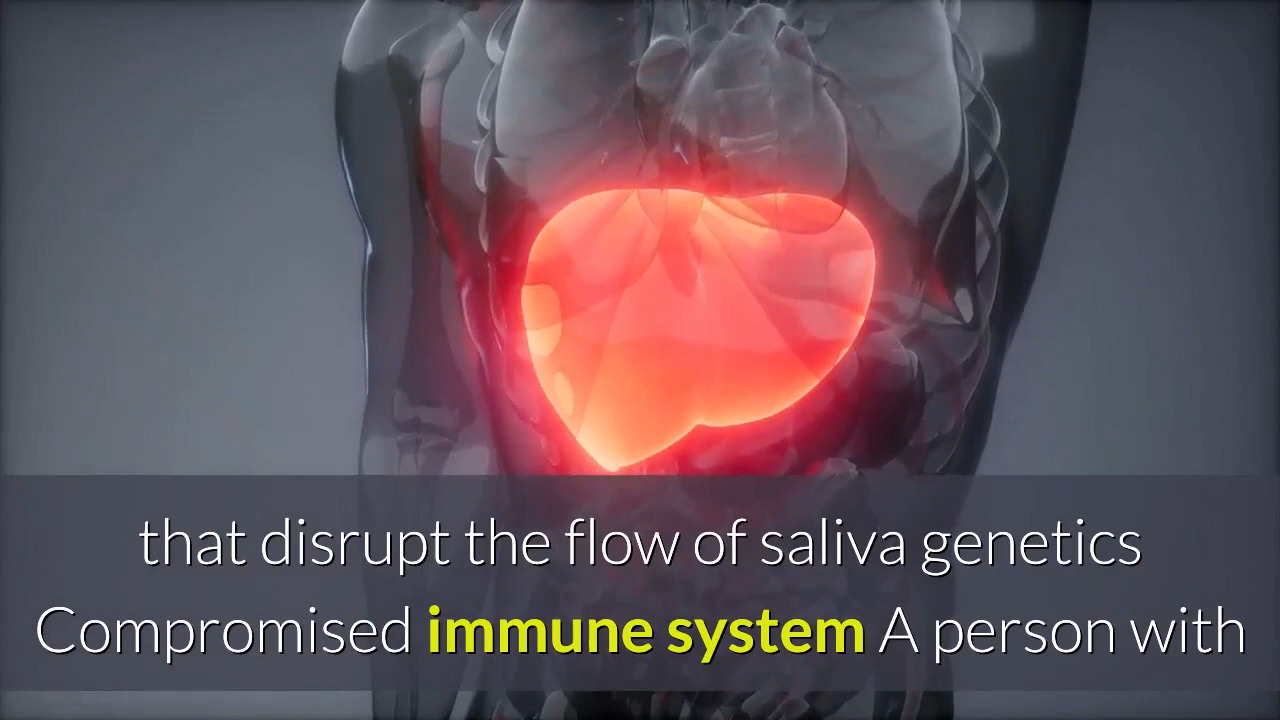 that disrupt the flow of saliva genetics
Compromised immune system A person with